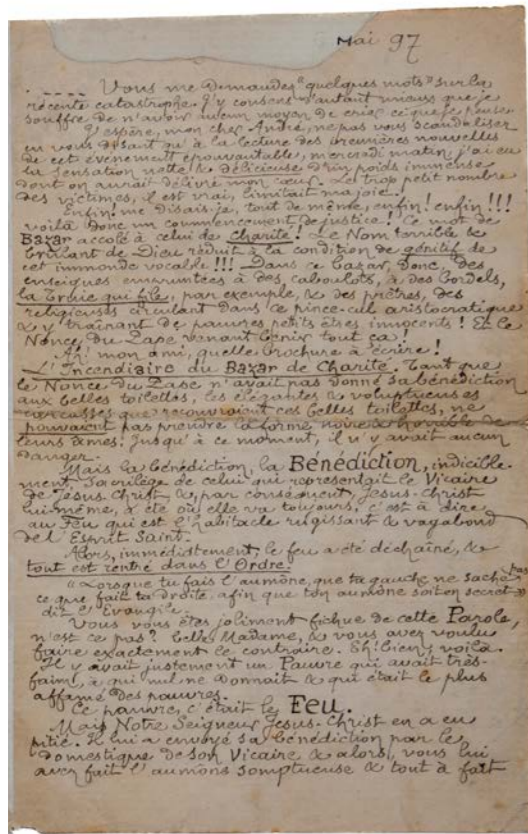 Mai 97
. ---- Vous me demandez "quelques mots" sur la
récente catastrophe. J'y consens d'autant mieux que je
souffre de n'avoir aucun moyen de crier ce que je pense.
J'espère, mon cher André, ne pas vous scandaliser
en vous disant qu'à la lecture des premières nouvelles
de cet événement épouvantable, mercredi matin, j'ai eu
la sensation nette & délicieuse d'un poids immense
dont on aurait délivré mon cœur. Le trop petit nombre
des victimes, il est vrai, limitait ma joie!
Enfin! me disais-je, tout de même, enfin! enfin!!!
voilà donc un commencement de justice! Ce mot de
Bazar accolé à celui de Charité! Le Nom terrible &
brûlant de Dieu réduit à la condition de génitif de
cet immonde vocable!!! Dans ce bazar, donc, des
enseignes empruntées à des caboulots, à des bordels,
la Truie qui file, par exemple, & des prêtres, des
religieuses circulant dans ce pince-cul aristocratique
& y traînant de pauvres petits êtres innocents! Et le
Nonce du Pape venant bénir tout ça!
Ah! mon ami, quelle brochure à écrire!
L'Incendiaire du Bazar de Charité. Tant que
le Nonce du Pape n'avait pas donné sa bénédiction
aux belles toilettes, les élégantes & voluptueuses
carcasses que recouvraient ces belles toilettes, ne
pouvaient pas prendre la forme noire & horrible de
leurs âmes. Jusqu'à ce moment, il n'y avait aucun
danger.
Mais la bénédiction, la Bénédiction, indicible-
ment sacrilège de celui qui représentait le Vicaire
de Jésus-Christ & par conséquent, Jésus-Christ
lui-même, a été où elle va toujours, c'est à dire
au Feu qui est l'habitacle rugissant & vagabond
de l'Esprit Saint.
Alors, immédiatement, le feu a été déchaîné, &
tout est rentré dans l'Ordre.
"Lorsque tu fais l'aumône, que ta gauche ne sache pas
ce que fait ta droite, afin que ton aumône soit en secret"
dit l'Evangile.
Vous vous êtes joliment fichue de cette Parole,
n'est ce pas? belle Madame, & vous avez voulu
faire exactement le contraire. Eh! bien, voilà.
Il y avait justement un Pauvre qui avait très-
faim, à qui nul ne donnait & qui était le plus
affamé des pauvres.
Ce pauvre, c'était le Feu.
Mais Notre Seigneur Jésus-Christ en a eu
pitié. Il lui a envoyé sa bénédiction par le
domestique de son Vicaire & alors, vous lui
avez fait l'aumône somptueuse & tout à fait